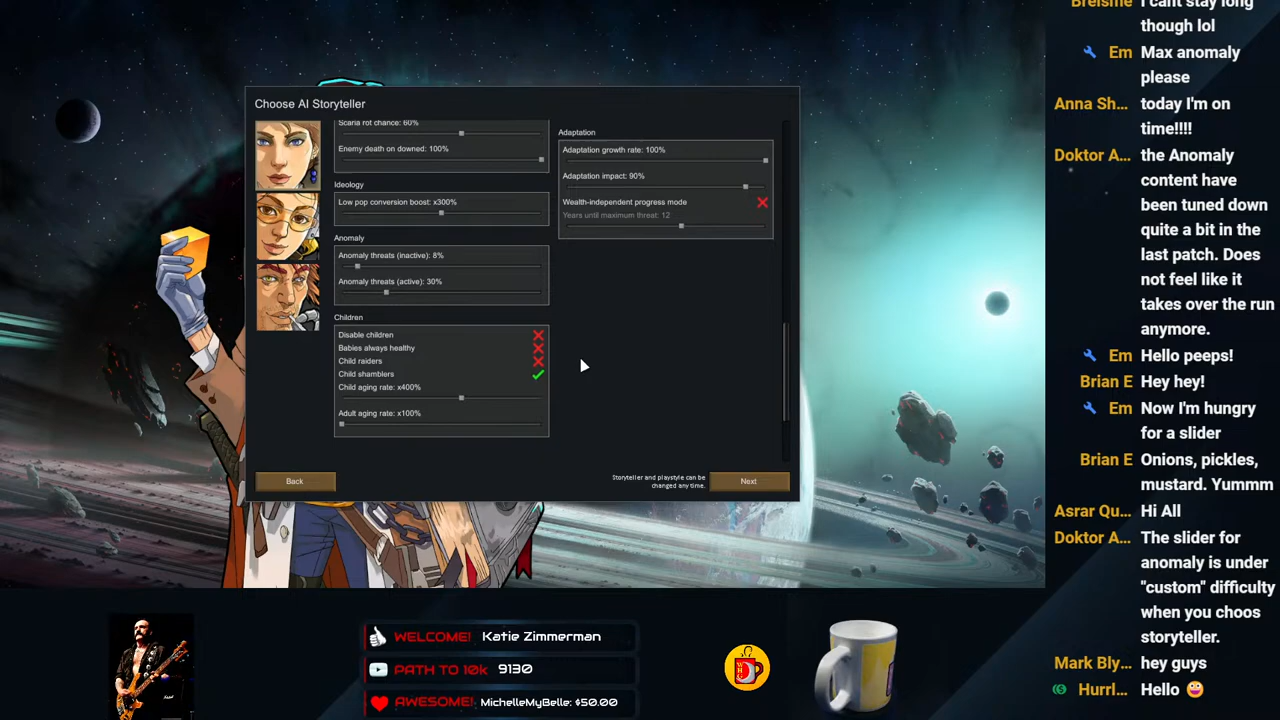 Choose AI Storyteller
Scaria rot chance: 60%
Enemy death on downed: 100%
Ideology
Low pop conversion boost: x300%
Anomaly
Anomaly threats (inactive): 8%
Anomaly threats (active): 30%
Children
Disable children
Babies always healthy
Child raiders
Child shamblers
Child aging rate: x400%
Adult aging rate: x100%
Adaptation
Adaptation growth rate: 100%
Adaptation impact: 90%
Wealth-independent progress mode
Years until maximum threat: 12
Back
Storyteller and playstyle can be
changed any time.
Next
Breisme I cant stay long
though lol
Em Max anomaly
please
Anna Sh... today I'm on
time!!!!
Doktor A... the Anomaly
content have
been tuned down
quite a bit in the
last patch. Does
not feel like it
takes over the run
anymore.
Em Hello peeps!
Brian E Hey hey!
Em Now I'm hungry
for a slider
Brian E Onions, pickles,
mustard. Yummm
Asrar Qu... Hi All
Doktor A... The slider for
anomaly is under
"custom" difficulty
when you choos
storyteller.
Mark Bly... hey guys
Hurrl... Hello
WELCOME! Katie Zimmerman
PATH TO 10K 9130
AWESOME! MichelleMyBelle: $50.00